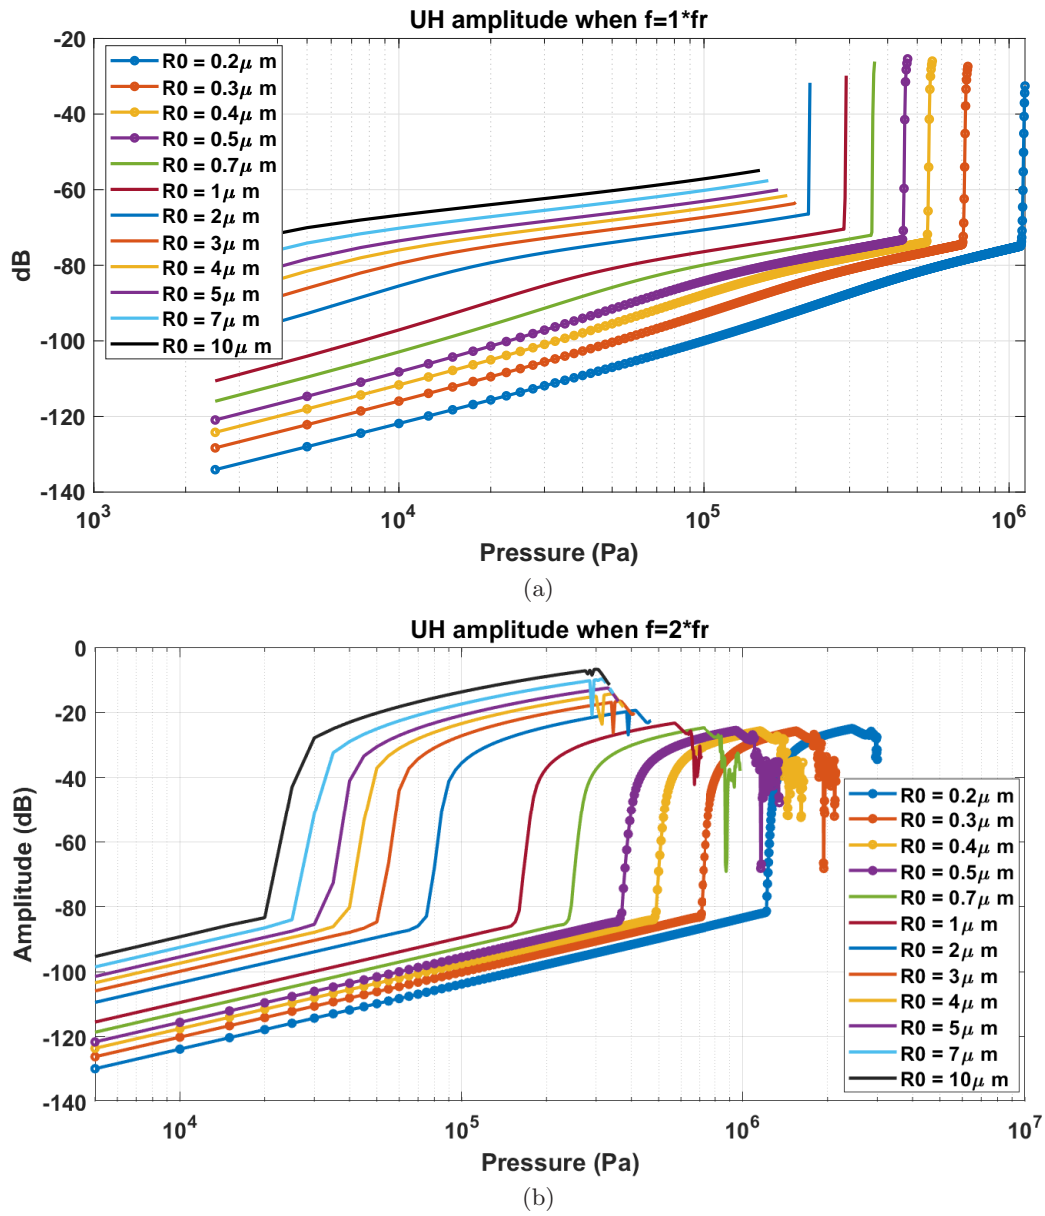 UH amplitude when f=1*fr
-20
-40
-60
-80
-100
-120
-140
dB
R0 = 0.2μ m
R0 = 0.3μ m
R0 = 0.4μ m
R0 = 0.5μ m
R0 = 0.7μ m
R0 = 1μ m
R0 = 2μ m
R0 = 3μ m
R0 = 4μ m
R0 = 5μ m
R0 = 7μ m
R0 = 10μ m
10^3 10^4 10^5 10^6
Pressure (Pa)
(a)
UH amplitude when f=2*fr
0
-20
-40
-60
-80
-100
-120
-140
Amplitude (dB)
R0 = 0.2μ m
R0 = 0.3μ m
R0 = 0.4μ m
R0 = 0.5μ m
R0 = 0.7μ m
R0 = 1μ m
R0 = 2μ m
R0 = 3μ m
R0 = 4μ m
R0 = 5μ m
R0 = 7μ m
R0 = 10μ m
10^4 10^5 10^6 10^7
Pressure (Pa)
(b)